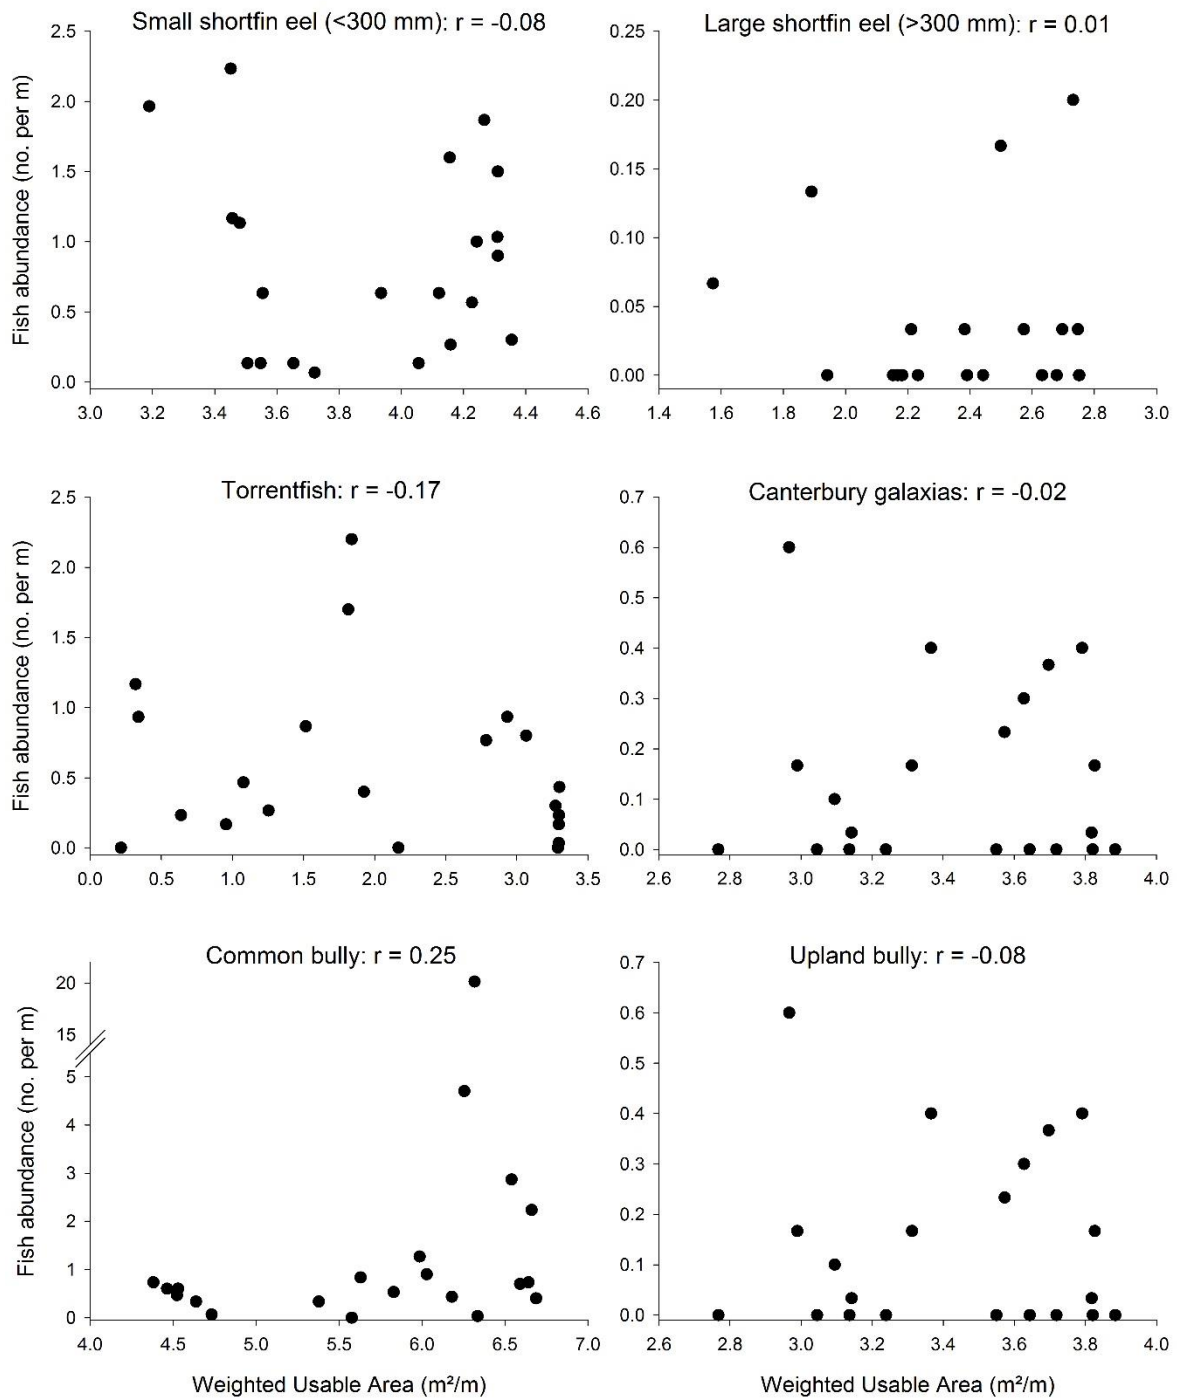 Small shortfin eel (<300 mm): r = -0.08
Fish abundance (no. per m)
2.5
2.0
1.5
1.0
0.5
0.0
3.0 3.2 3.4 3.6 3.8 4.0 4.2 4.4 4.6
Large shortfin eel (>300 mm): r = 0.01
0.25
0.20
0.15
0.10
0.05
0.00
1.4 1.6 1.8 2.0 2.2 2.4 2.6 2.8 3.0
Torrentfish: r = -0.17
Fish abundance (no. per m)
2.5
2.0
1.5
1.0
0.5
0.0
0.0 0.5 1.0 1.5 2.0 2.5 3.0 3.5
Canterbury galaxias: r = -0.02
0.7
0.6
0.5
0.4
0.3
0.2
0.1
0.0
2.6 2.8 3.0 3.2 3.4 3.6 3.8 4.0
Common bully: r = 0.25
Fish abundance (no. per m)
20
15
5
4
3
2
1
0
4.0 4.5 5.0 5.5 6.0 6.5 7.0
Weighted Usable Area (m²/m)
Upland bully: r = -0.08
0.7
0.6
0.5
0.4
0.3
0.2
0.1
0.0
2.6 2.8 3.0 3.2 3.4 3.6 3.8 4.0
Weighted Usable Area (m²/m)